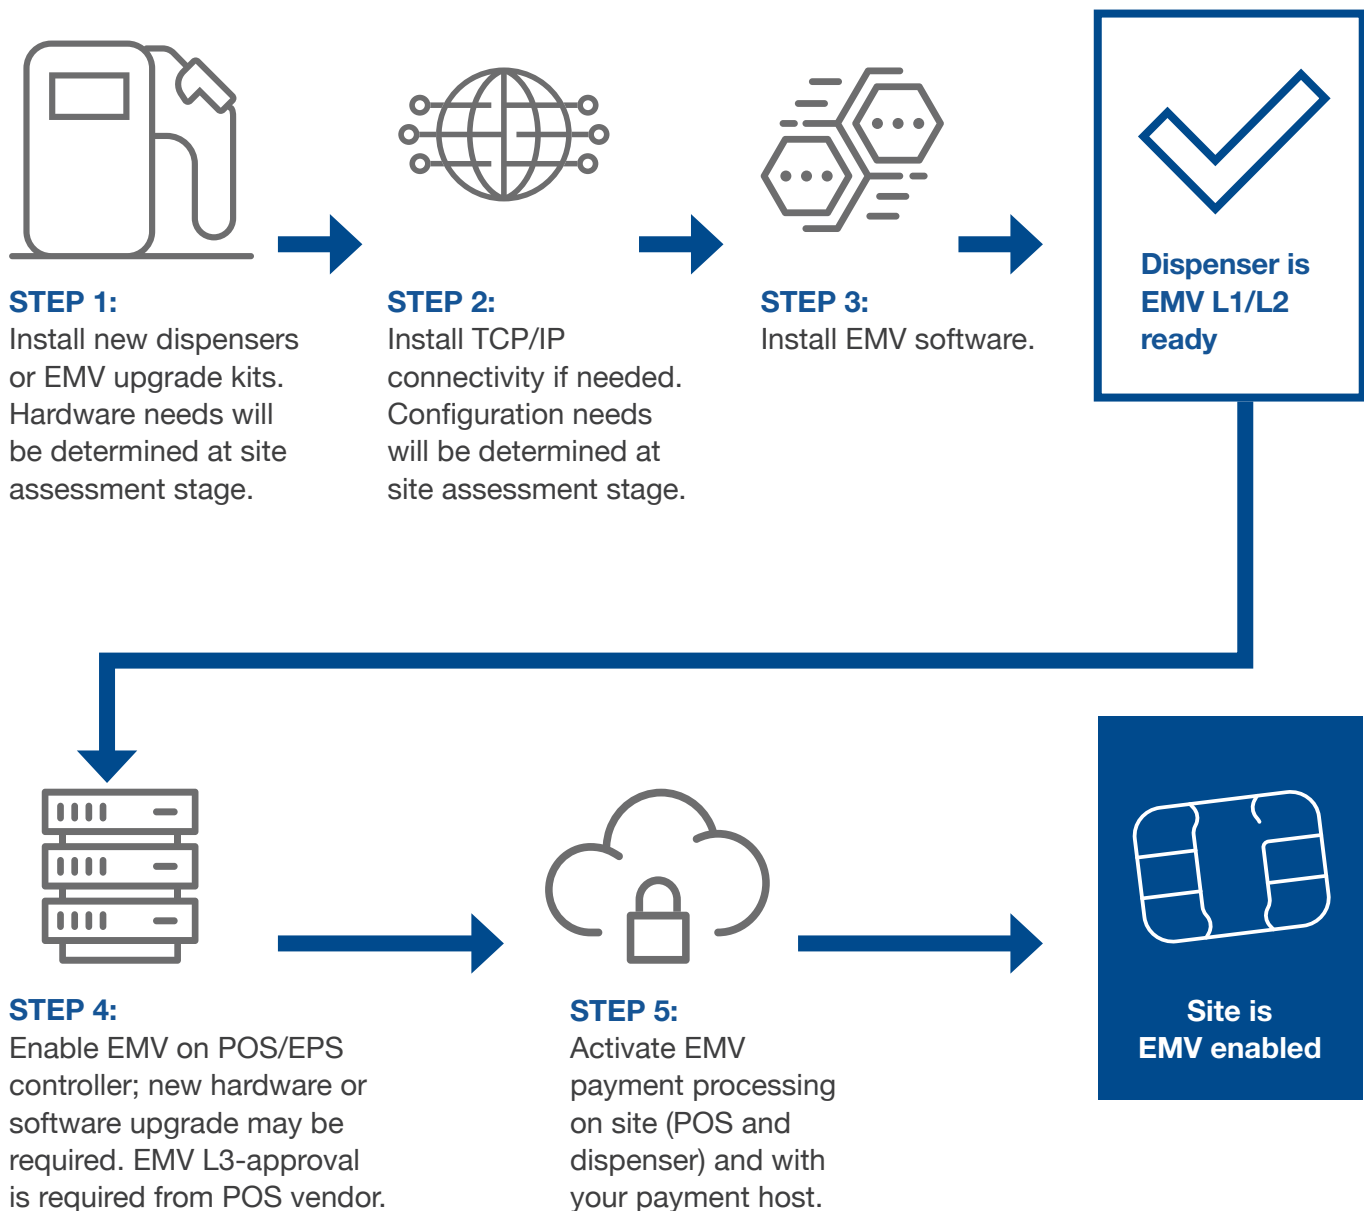 STEP 1:
Install new dispensers
or EMV upgrade kits.
Hardware needs will
be determined at site
assessment stage.
STEP 2:
Install TCP/IP
connectivity if needed.
Configuration needs
will be determined at
site assessment stage.
STEP 3:
Install EMV software.
Dispenser is
EMV L1/L2
ready
STEP 4:
Enable EMV on POS/EPS
controller; new hardware or
software upgrade may be
required. EMV L3-approval
is required from POS vendor.
STEP 5:
Activate EMV
payment processing
on site (POS and
dispenser) and with
your payment host.
Site is
EMV enabled